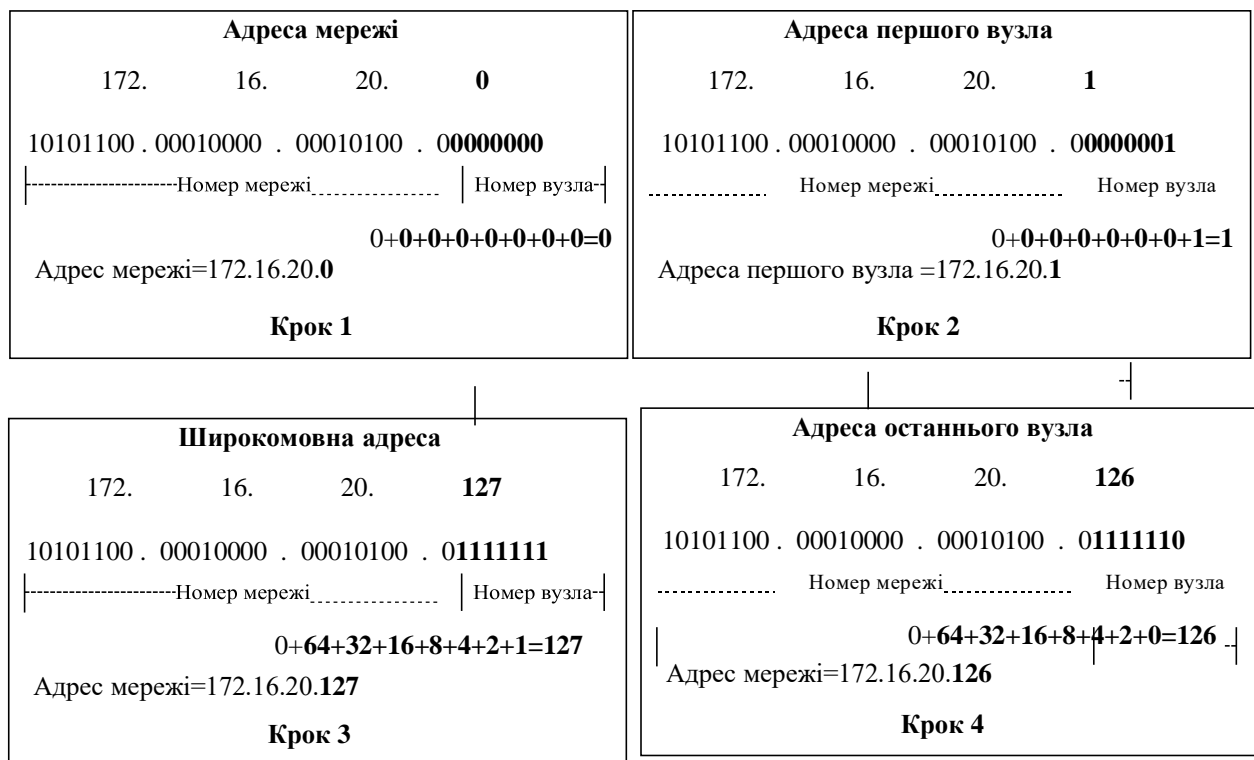 Адреса мережі
172. 16. 20. 0
10101100 . 00010000 . 00010100 . 00000000
Номер мережі Номер вузла
0+0+0+0+0+0+0+0=0
Адрес мережі=172.16.20.0
Крок 1
Адреса першого вузла
172. 16. 20. 1
10101100 . 00010000 . 00010100 . 00000001
Номер мережі Номер вузла
0+0+0+0+0+0+0+1=1
Адреса першого вузла =172.16.20.1
Крок 2
Широкомовна адреса
172. 16. 20. 127
10101100 . 00010000 . 00010100 . 01111111
Номер мережі Номер вузла
0+64+32+16+8+4+2+1=127
Адрес мережі=172.16.20.127
Крок 3
Адреса останнього вузла
172. 16. 20. 126
10101100 . 00010000 . 00010100 . 01111110
Номер мережі Номер вузла
0+64+32+16+8+4+2+0=126
Адрес мережі=172.16.20.126
Крок 4